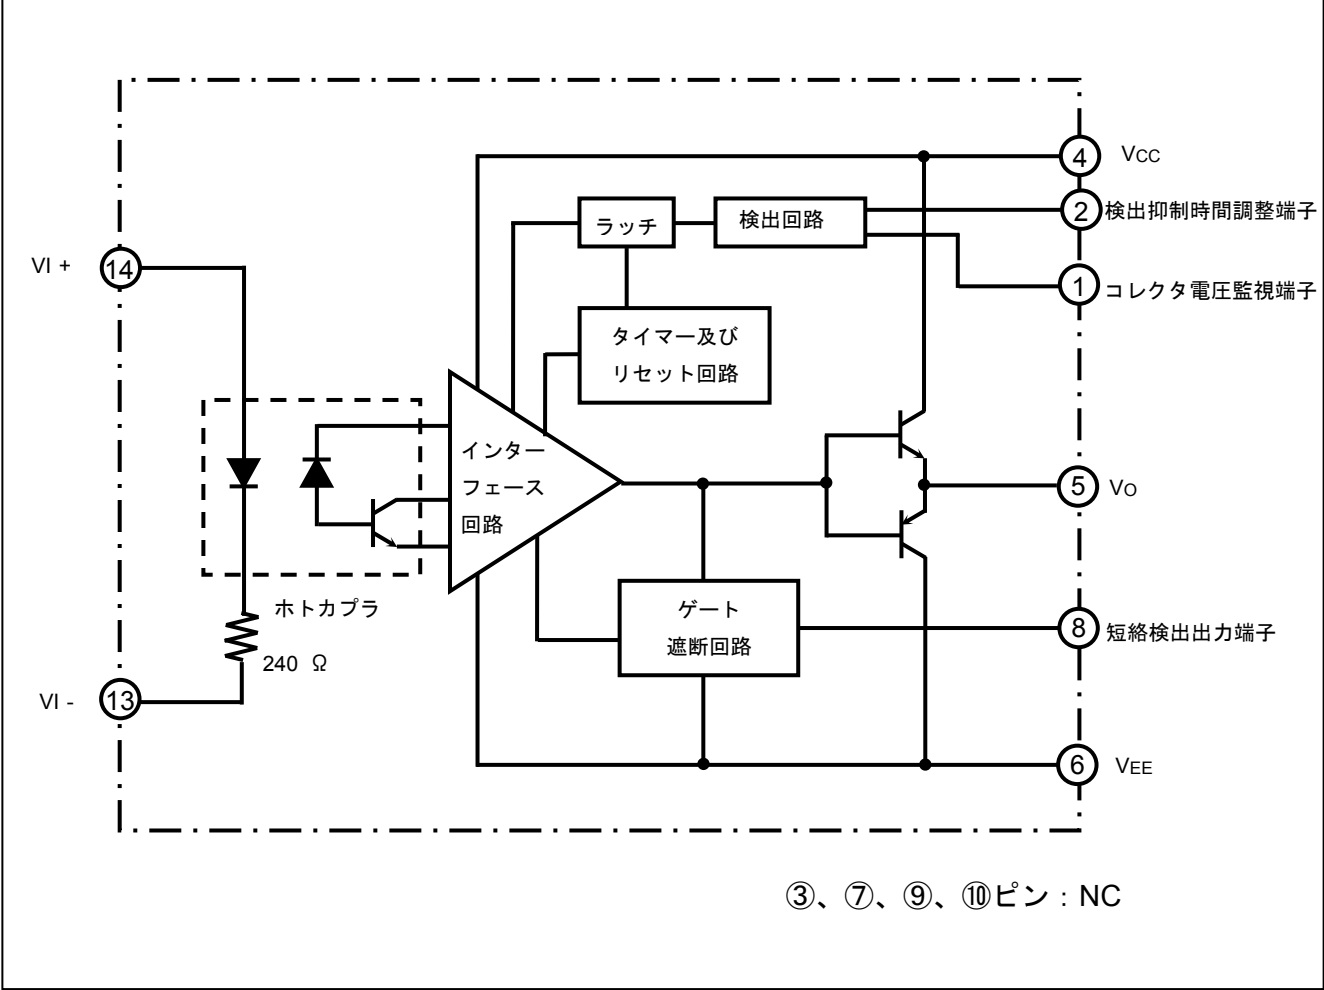 4 VCC
ラッチ
検出回路
2 検出抑制時間調整端子
VI + 14
1 コレクタ電圧監視端子
タイマー及び
リセット回路
インター
フェース
回路
5 VO
ホトカプラ
ゲート
遮断回路
8 短絡検出出力端子
240 Ω
VI - 13
6 VEE
③、⑦、⑨、⑩ピン : NC